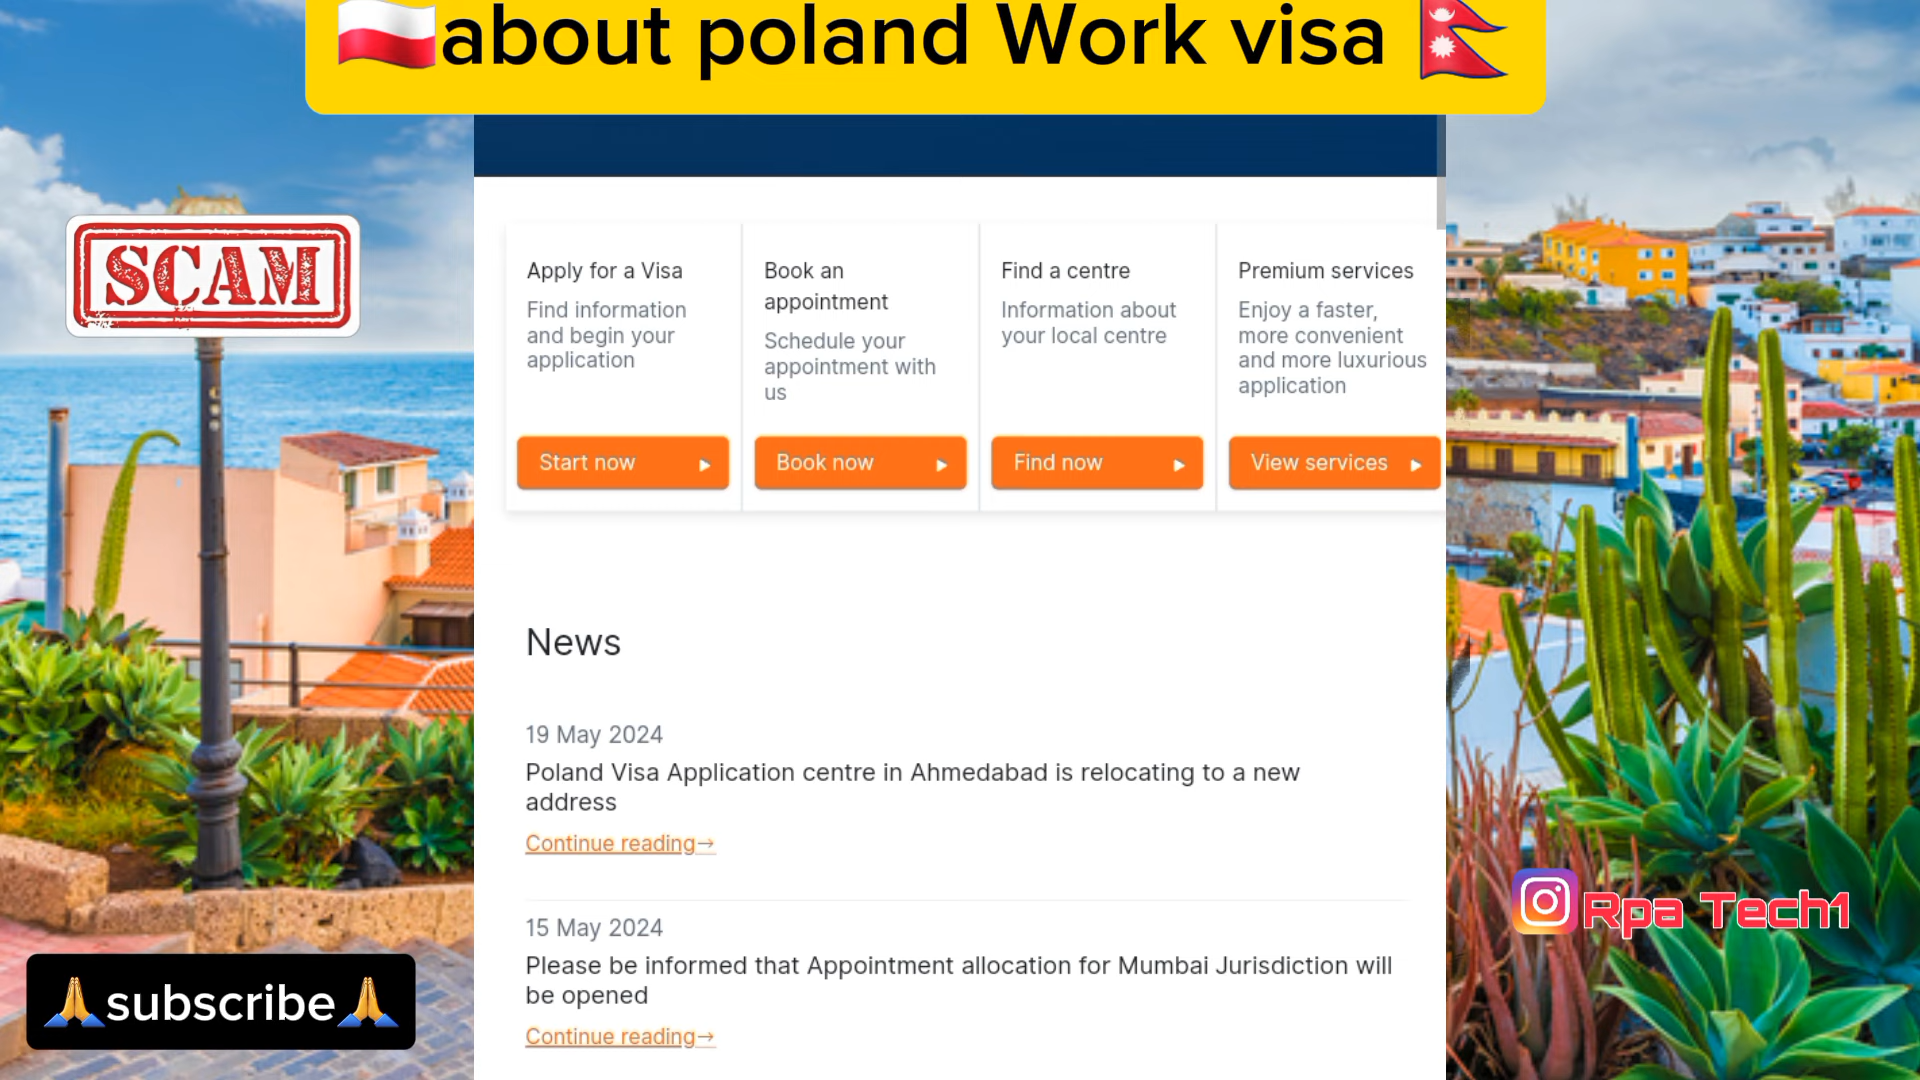 🇵🇱about poland Work visa 🇳🇵
SCAM
Apply for a Visa
Find information
and begin your
application
Start now
Book an
appointment
Schedule your
appointment with
us
Book now
Find a centre
Information about
your local centre
Find now
Premium services
Enjoy a faster,
more convenient
and more luxurious
application
View services
News
19 May 2024
Poland Visa Application centre in Ahmedabad is relocating to a new
address
Continue reading→
15 May 2024
Please be informed that Appointment allocation for Mumbai Jurisdiction will
be opened
Continue reading→
Rpa Tech1
🙏subscribe🙏